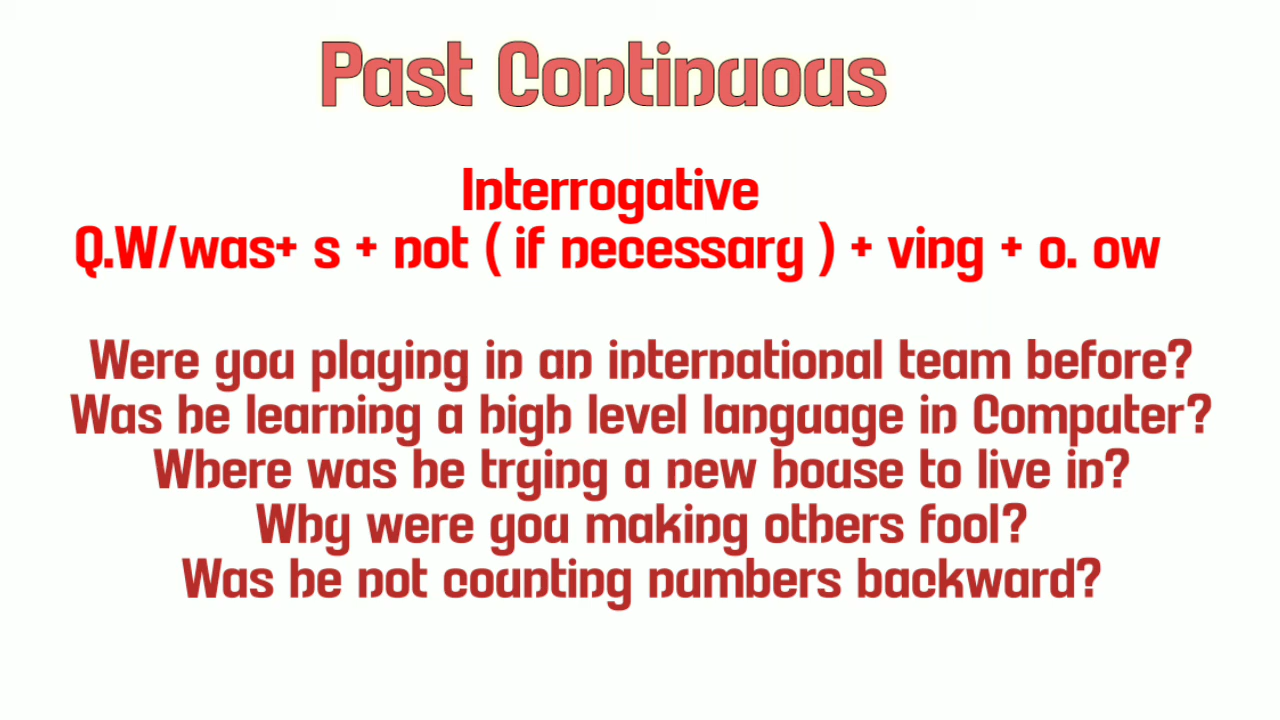 Past Continuous
Interrogative
Q.W/was+ s + not ( if necessary ) + ving + o. ow
Were you playing in an international team before?
Was he learning a high level language in Computer?
Where was he trying a new house to live in?
Why were you making others fool?
Was he not counting numbers backward?